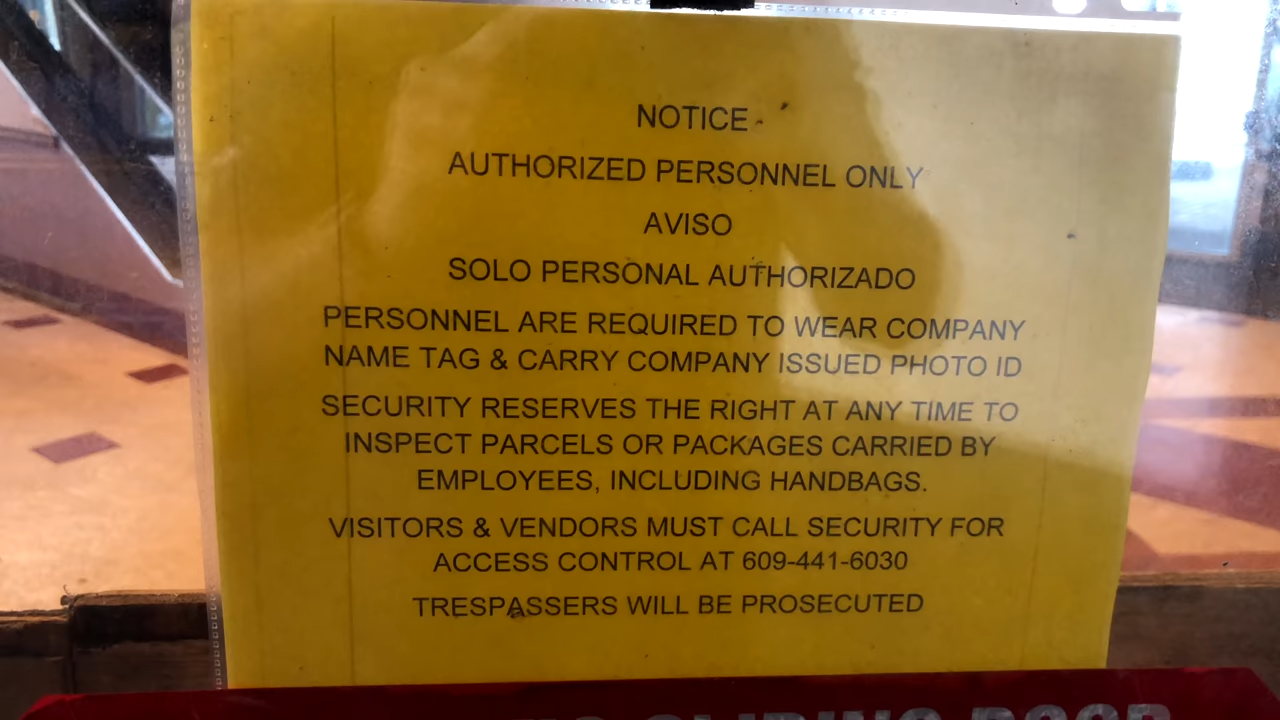 NOTICE
AUTHORIZED PERSONNEL ONLY
AVISO
SOLO PERSONAL AUTHORIZADO
PERSONNEL ARE REQUIRED TO WEAR COMPANY
NAME TAG & CARRY COMPANY ISSUED PHOTO ID
SECURITY RESERVES THE RIGHT AT ANY TIME TO
INSPECT PARCELS OR PACKAGES CARRIED BY
EMPLOYEES, INCLUDING HANDBAGS.
VISITORS & VENDORS MUST CALL SECURITY FOR
ACCESS CONTROL AT 609-441-6030
TRESPASSERS WILL BE PROSECUTED
SLIDING DOOR